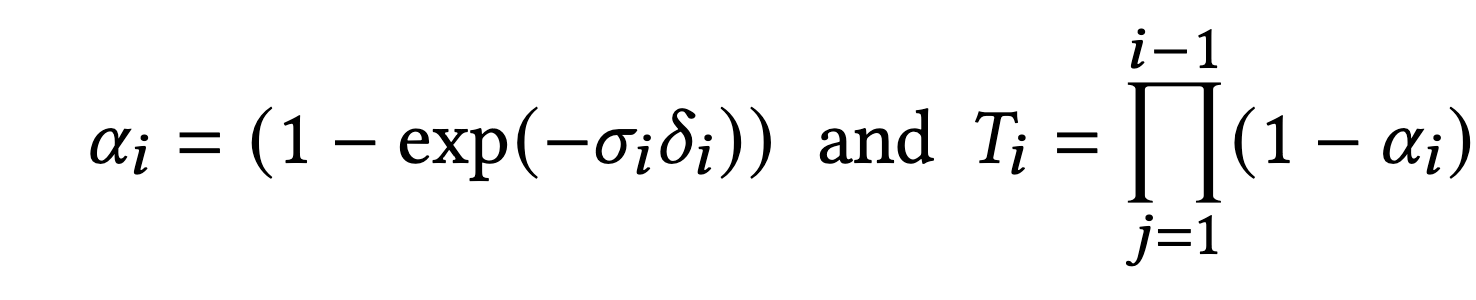 αᵢ = (1 − exp(−σᵢδᵢ)) and Tᵢ = ∏_{j=1}^{i−1}(1 − αᵢ)